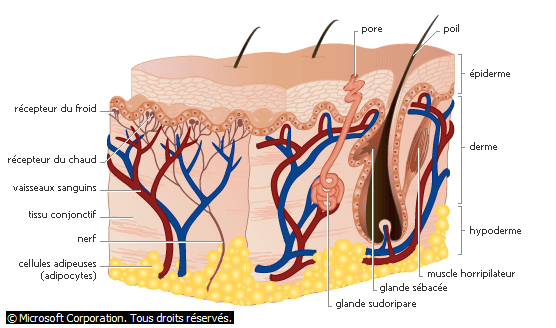 pore
poil
épiderme
récepteur du froid
derme
récepteur du chaud
vaisseaux sanguins
tissu conjonctif
hypoderme
nerf
cellules adipeuses
(adipocytes)
muscle horripilateur
glande sébacée
glande sudoripare
© Microsoft Corporation. Tous droits réservés.